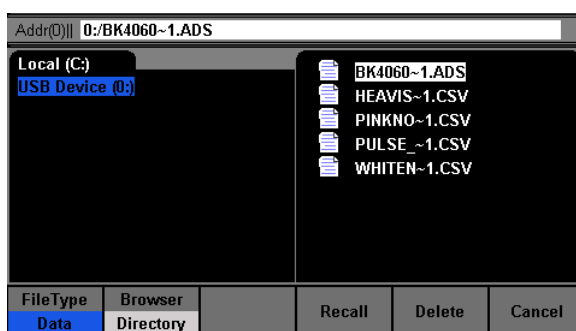 Addr(0)|| 0:/BK4060~1.ADS
Local (C:)
USB Device (0:)
BK4060~1.ADS
HEAVIS~1.CSV
PINKNO~1.CSV
PULSE_~1.CSV
WHITEN~1.CSV
FileType
Data
Browser
Directory
Recall
Delete
Cancel